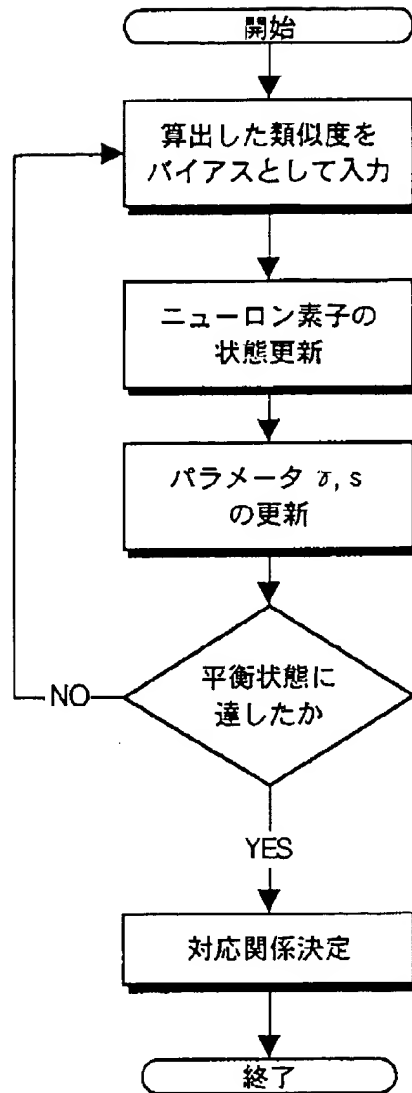 開始
算出した類似度を
バイアスとして入力
ニューロン素子の
状態更新
パラメータ γ, s
の更新
平衡状態に
達したか
NO
YES
対応関係決定
終了